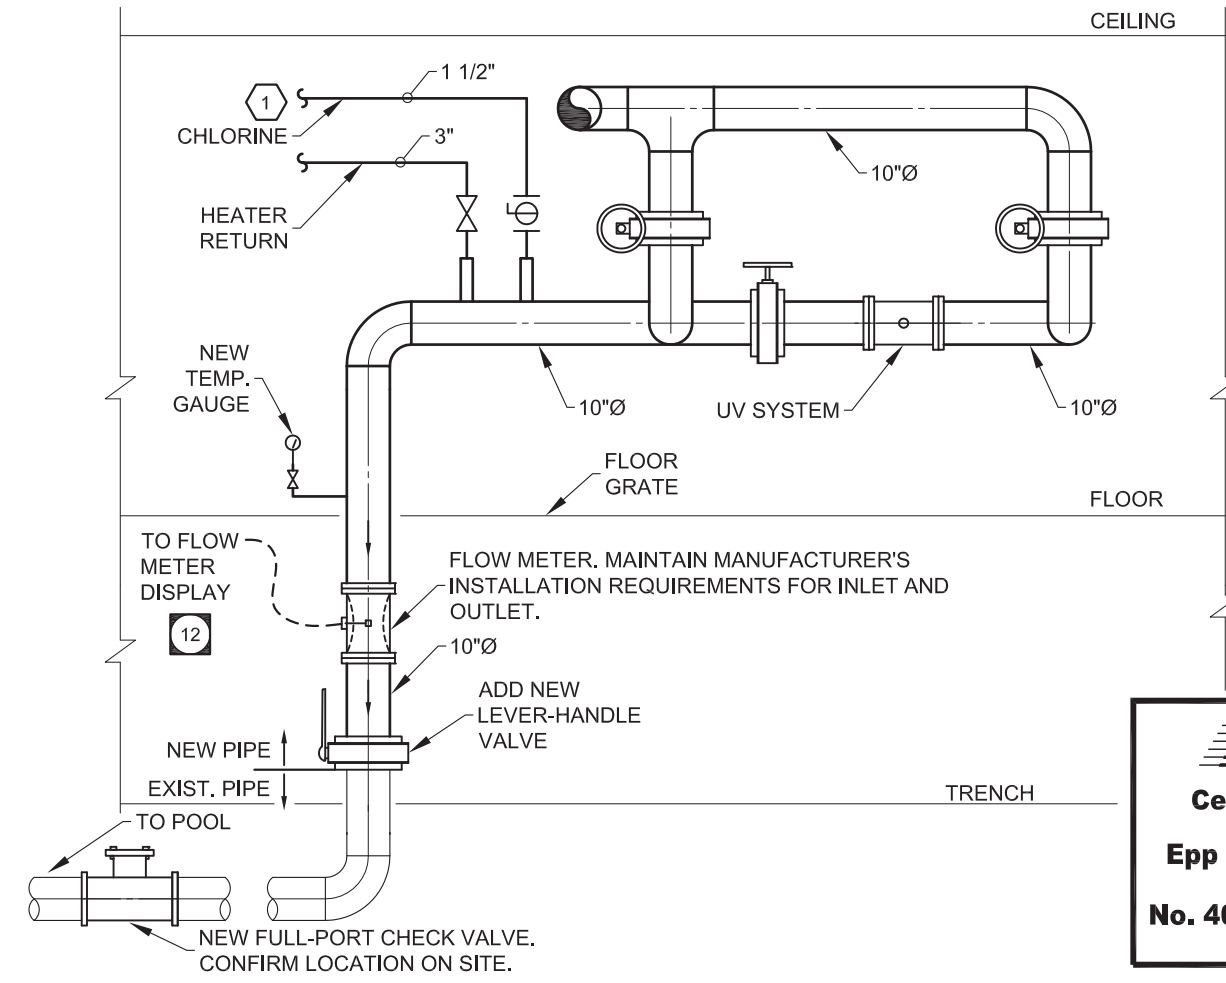 CEILING
1 1/2"
1
CHLORINE
3"
10"Ø
HEATER
RETURN
NEW
TEMP.
GAUGE
10"Ø
UV SYSTEM
10"Ø
FLOOR
GRATE
FLOOR
TO FLOW
METER
DISPLAY
12
FLOW METER. MAINTAIN MANUFACTURER'S
INSTALLATION REQUIREMENTS FOR INLET AND
OUTLET.
10"Ø
ADD NEW
LEVER-HANDLE
VALVE
NEW PIPE
EXIST. PIPE
TRENCH
TO POOL
NEW FULL-PORT CHECK VALVE.
CONFIRM LOCATION ON SITE.
Epp
No.